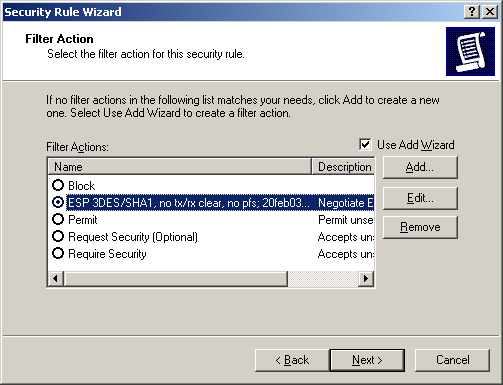 Security Rule Wizard
Filter Action
Select the filter action for this security rule.
If no filter actions in the following list matches your needs, click Add to create a new
one. Select Use Add Wizard to create a filter action.
Filter Actions:
Use Add Wizard
Name Description
Block
ESP 3DES/SHA1, no tx/rx clear, no pfs; 20feb03... Negotiate E
Permit Permit unse
Request Security (Optional) Accepts un
Require Security Accepts un
Add...
Edit...
Remove
< Back
Next >
Cancel